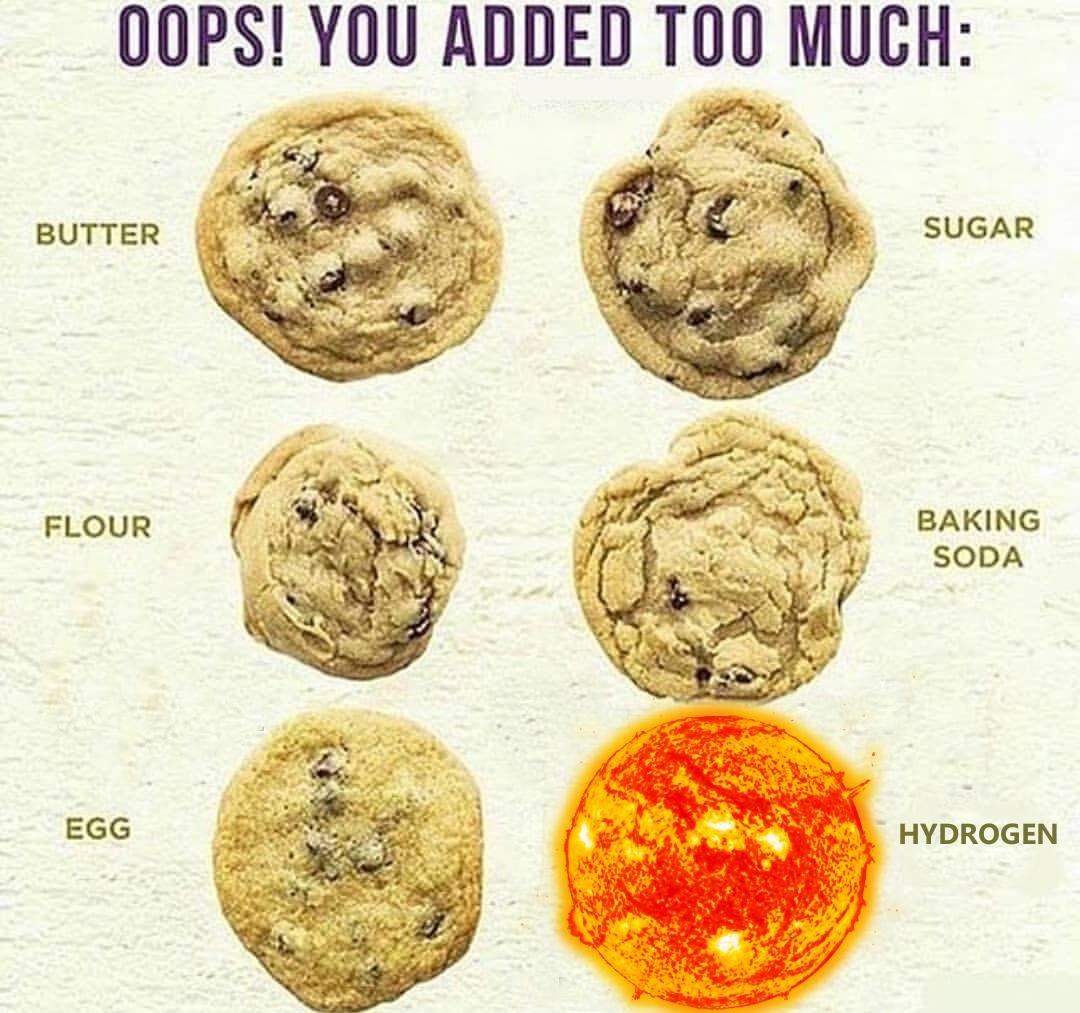 OOPS! YOU ADDED TOO MUCH:
BUTTER
SUGAR
FLOUR
BAKING
SODA
EGG
HYDROGEN